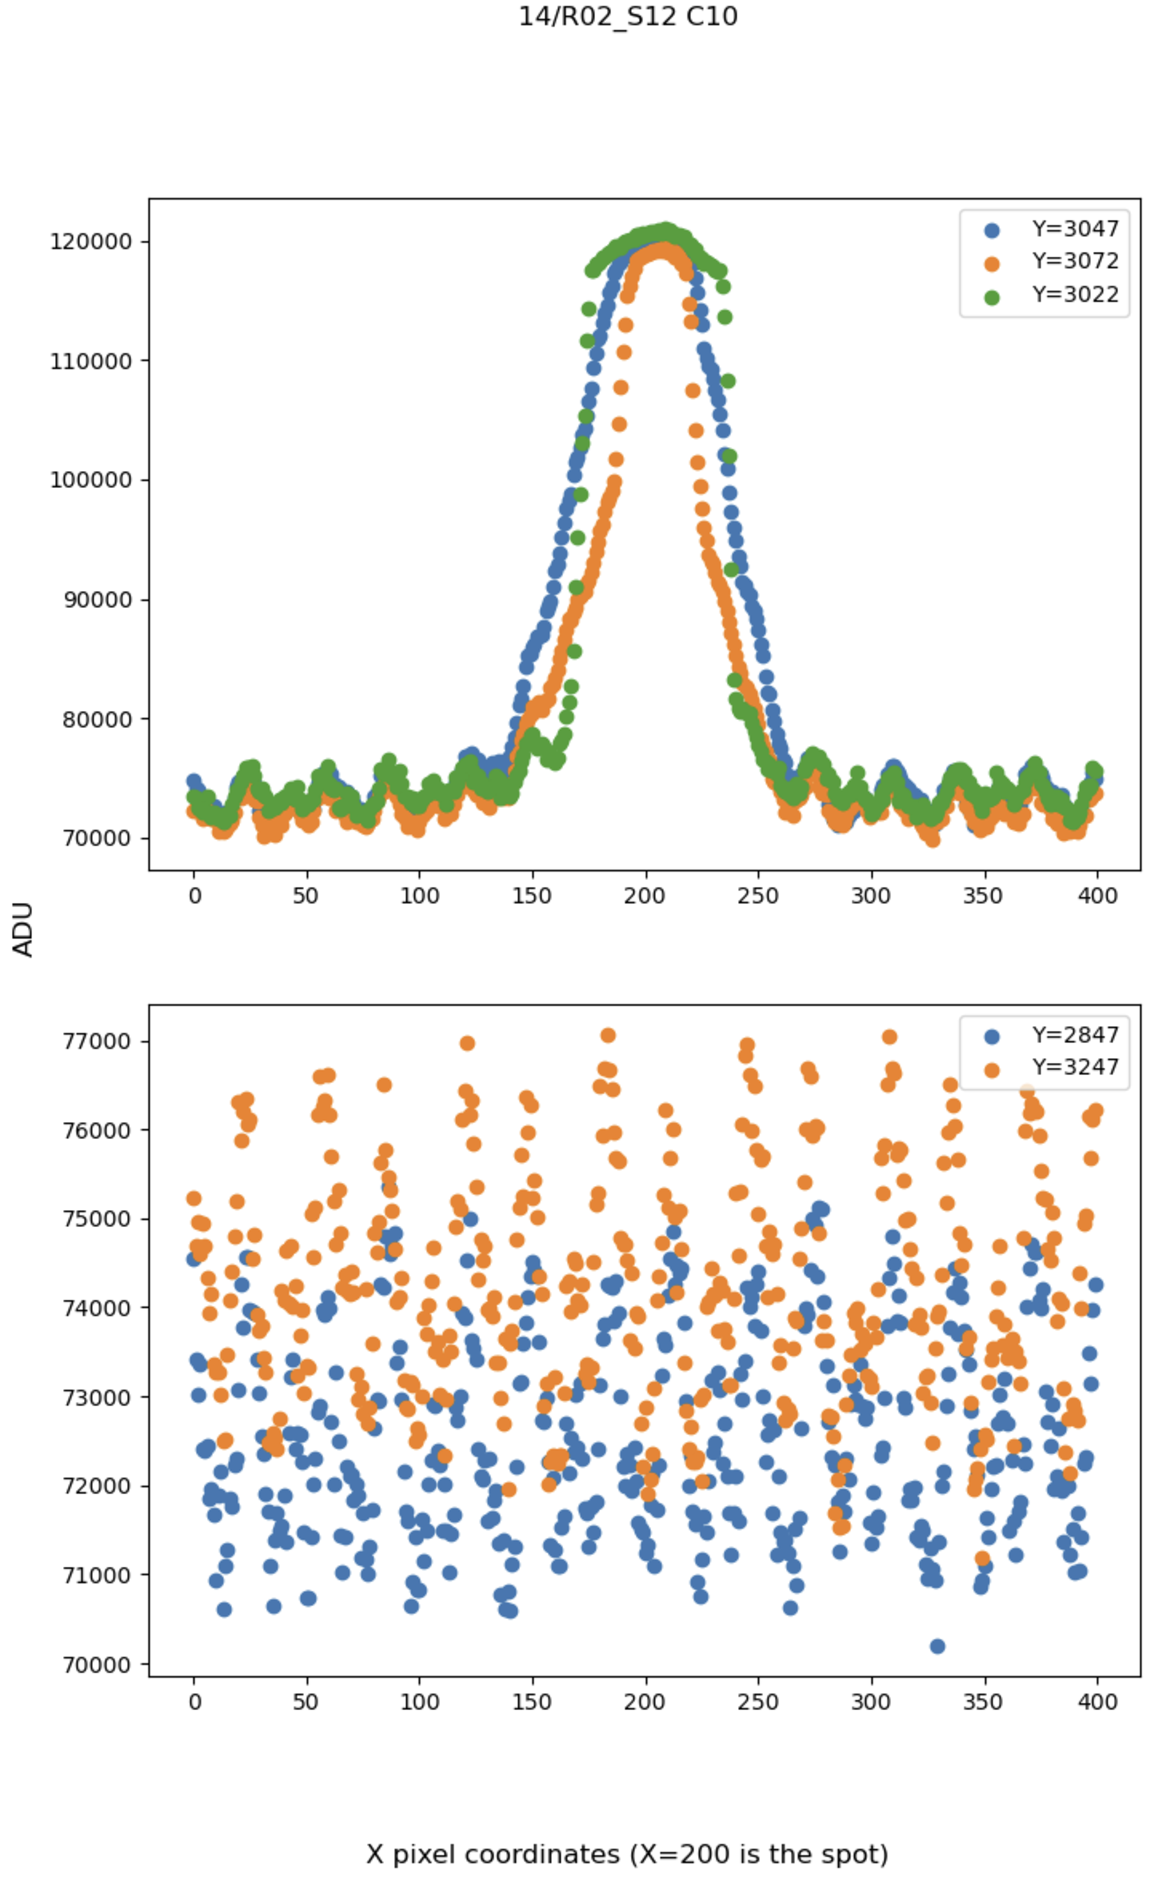 14/R02_S12 C10
120000
110000
100000
90000
80000
70000
Y=3047
Y=3072
Y=3022
0 50 100 150 200 250 300 350 400
ADU
77000
76000
75000
74000
73000
72000
71000
70000
Y=2847
Y=3247
0 50 100 150 200 250 300 350 400
X pixel coordinates (X=200 is the spot)